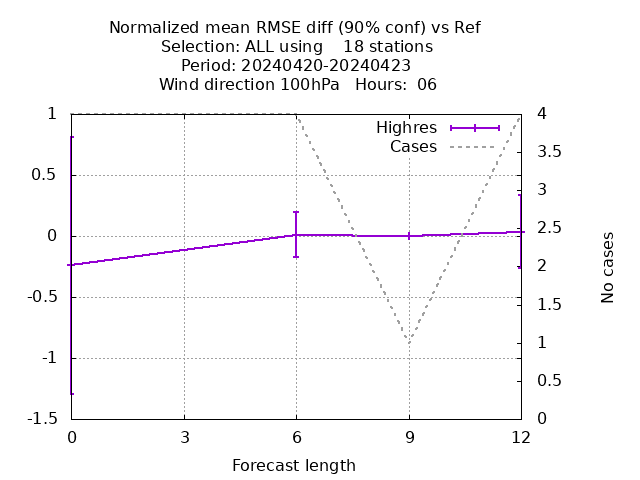 Normalized mean RMSE diff (90% conf) vs Ref
Selection: ALL using    18 stations
Period: 20240420-20240423
Wind direction 100hPa   Hours:  06
Highres
Cases
1
0.5
0
-0.5
-1
-1.5
4
3.5
3
2.5
2
1.5
1
0.5
0
No cases
0 3 6 9 12
Forecast length